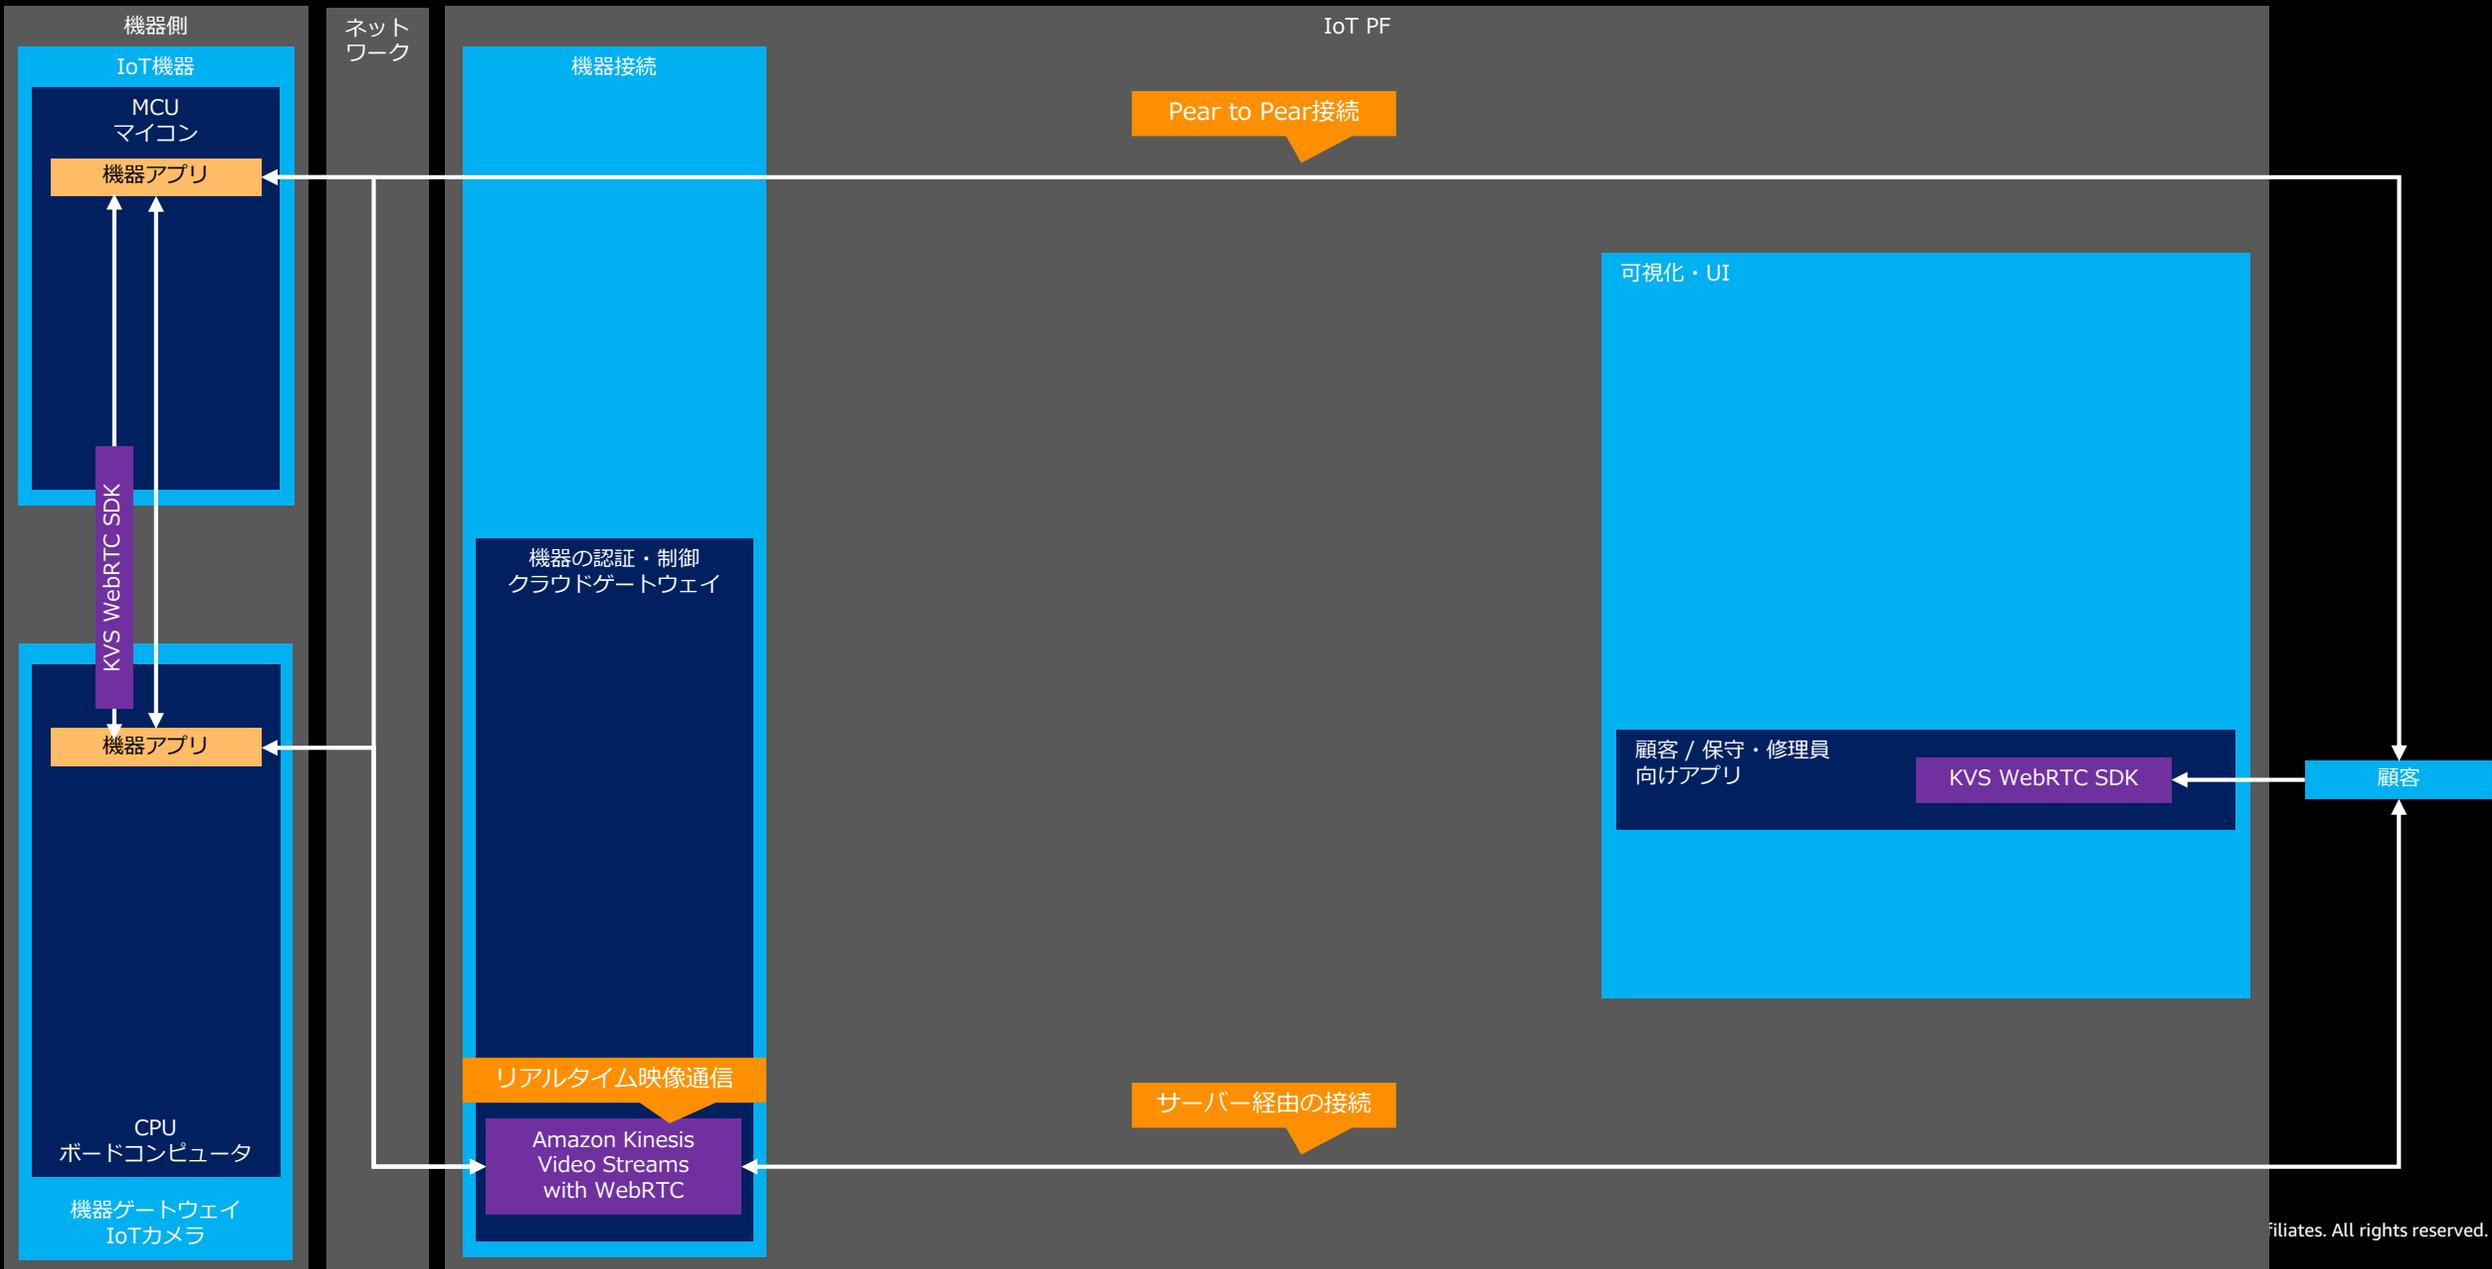 機器側
IoT機器
MCU
マイコン
機器アプリ
KVS WebRTC SDK
機器アプリ
CPU
ボードコンピュータ
機器ゲートウェイ
IoTカメラ
ネット
ワーク
IoT PF
機器接続
機器の認証・制御
クラウドゲートウェイ
リアルタイム映像通信
Amazon Kinesis
Video Streams
with WebRTC
Pear to Pear接続
サーバー経由の接続
可視化・UI
顧客 / 保守・修理員
向けアプリ
KVS WebRTC SDK
顧客
filiates. All rights reserved.